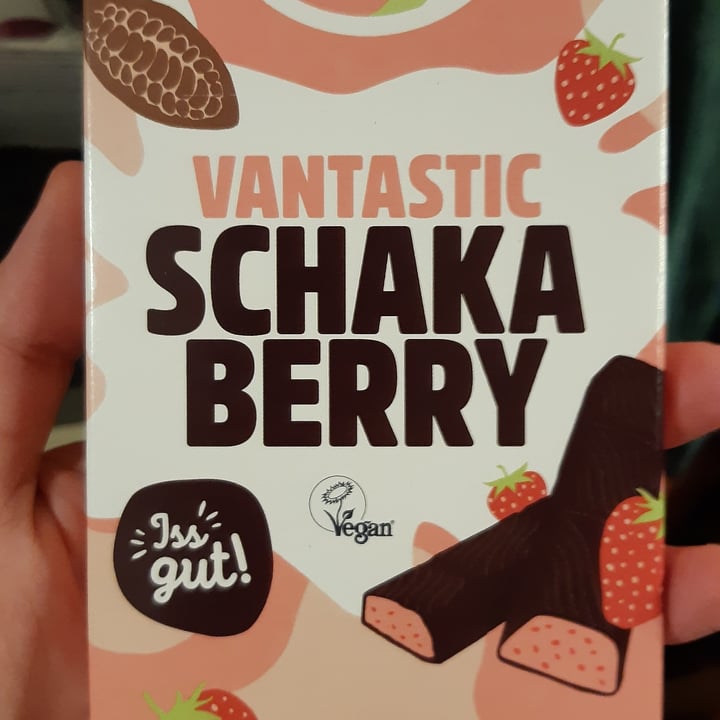 VANTASTIC
SCHAKA
BERRY
Vegan
Iss
gut!